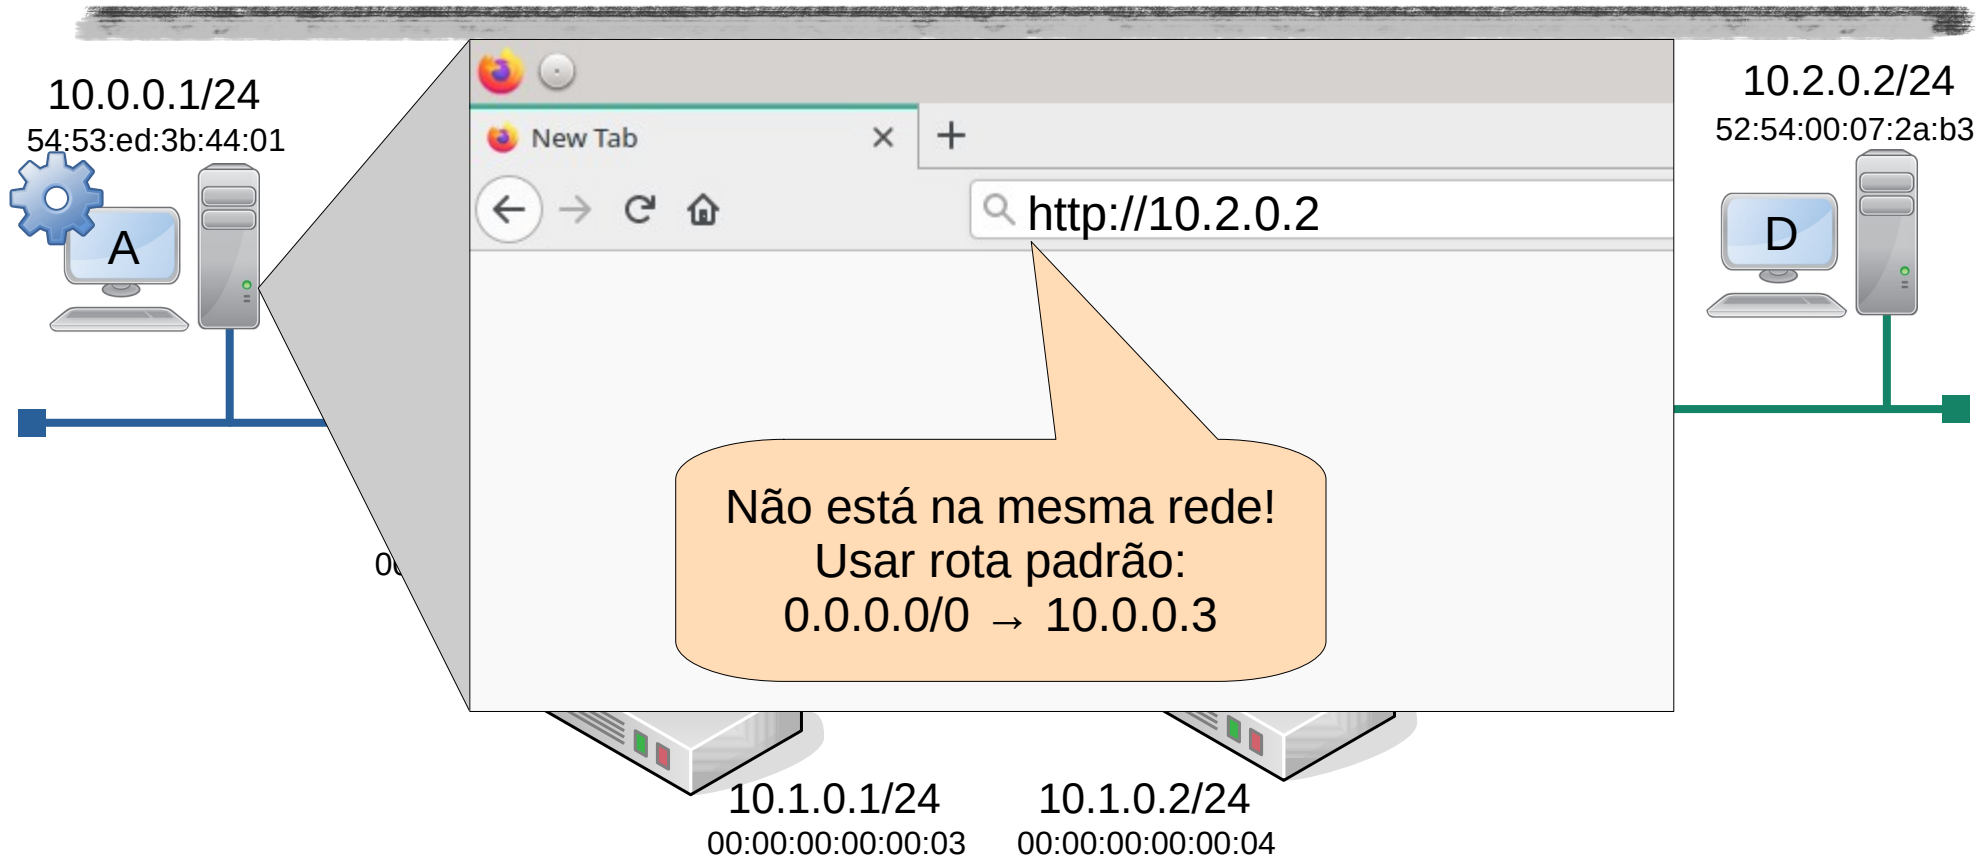 10.0.0.1/24
54:53:ed:3b:44:01
A
New Tab
http://10.2.0.2
10.2.0.2/24
52:54:00:07:2a:b3
D
Não está na mesma rede!
Usar rota padrão:
0.0.0.0/0 → 10.0.0.3
10.1.0.1/24
00:00:00:00:00:03
10.1.0.2/24
00:00:00:00:00:04